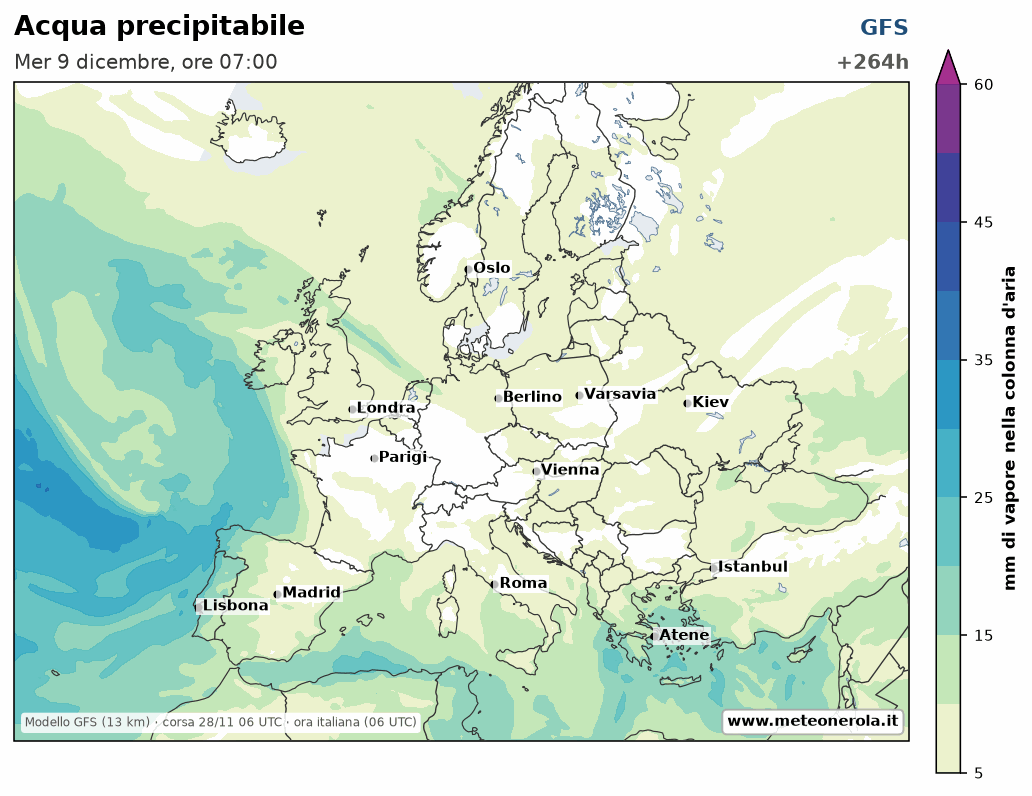 Acqua precipitabile
GFS
Mer 9 dicembre, ore 07:00
+264h
60
45
35
25
15
5
mm di vapore nella colonna d'aria
Oslo
Berlino
Varsavia
Kiev
Londra
Parigi
Vienna
Istanbul
Roma
Madrid
Lisbona
Atene
Modello GFS (13 km) · corsa 28/11 06 UTC · ora italiana (06 UTC)
www.meteonerola.it